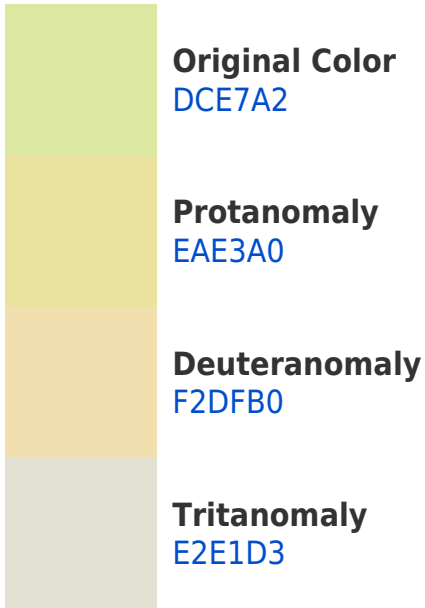 Original Color
DCE7A2
Protanomaly
EAE3A0
Deuteranomaly
F2DFB0
Tritanomaly
E2E1D3